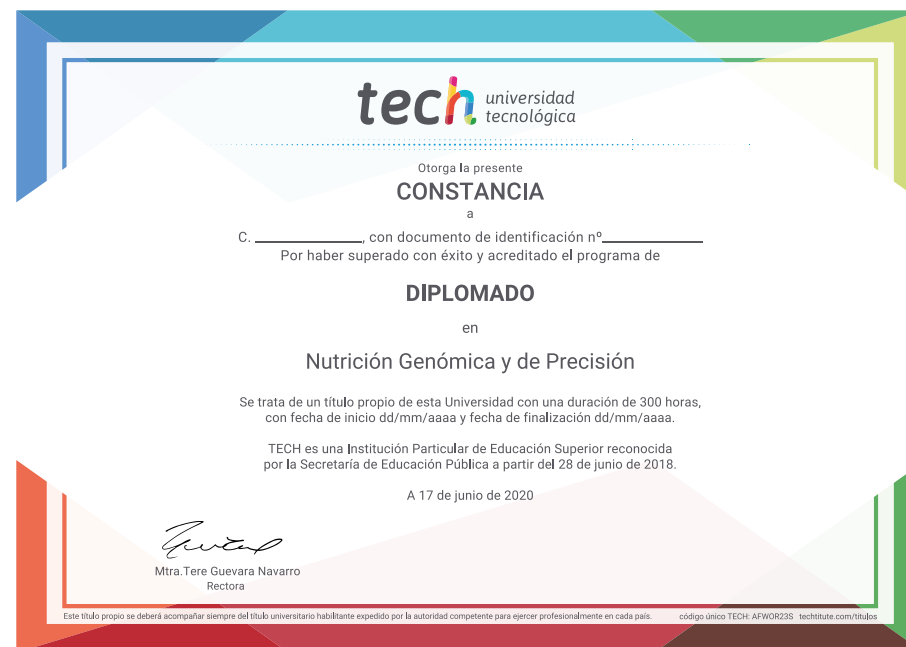 tech universidad
tecnológica
Otorga la presente
CONSTANCIA
a
C. ______________, con documento de identificación nº_____________
Por haber superado con éxito y acreditado el programa de
DIPLOMADO
en
Nutrición Genómica y de Precisión
Se trata de un título propio de esta Universidad con una duración de 300 horas,
con fecha de inicio dd/mm/aaaa y fecha de finalización dd/mm/aaaa.
TECH es una Institución Particular de Educación Superior reconocida
por la Secretaría de Educación Pública a partir del 28 de junio de 2018.
A 17 de junio de 2020
Mtra.Tere Guevara Navarro
Rectora
Este título propio se deberá acompañar siempre del título universitario habilitante expedido por la autoridad competente para ejercer profesionalmente en cada país. código único TECH: AFWOR23S techtitute.com/titulos